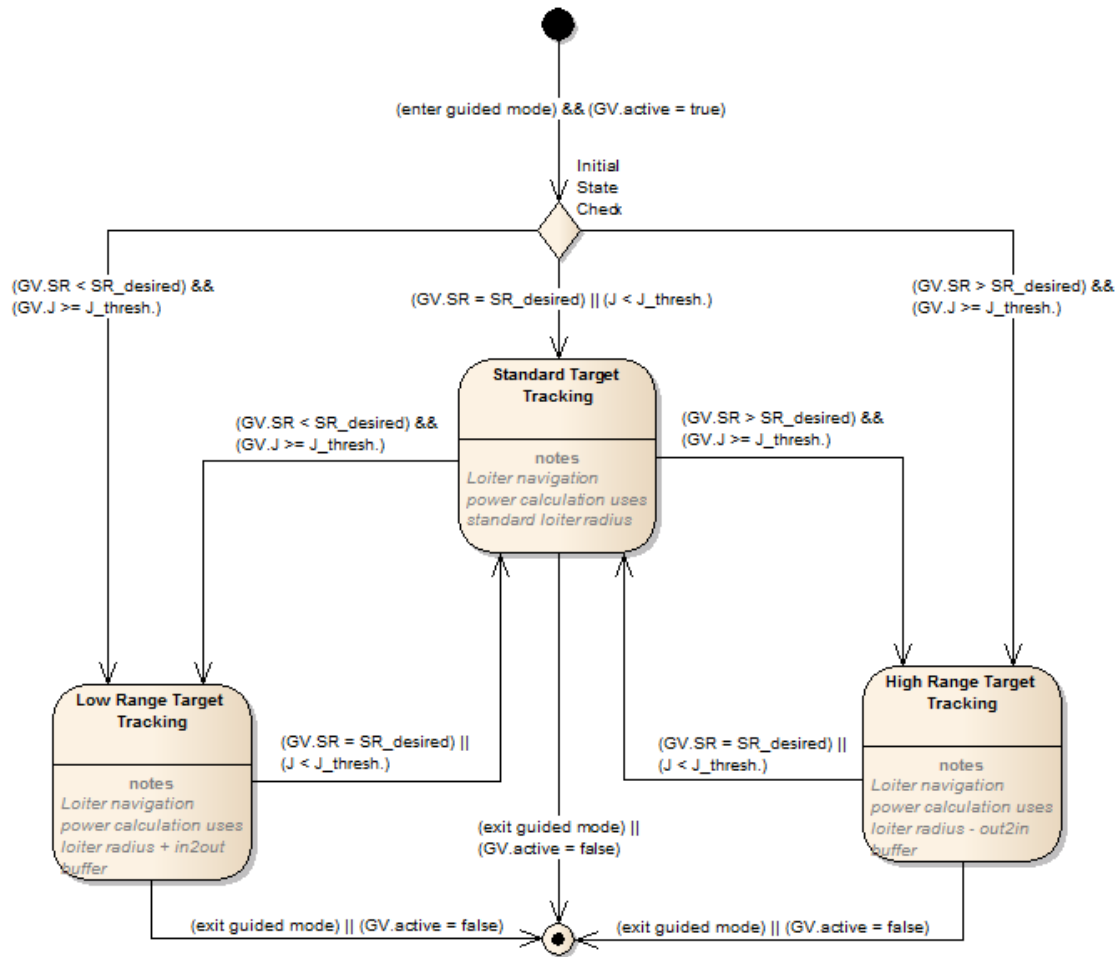 (enter guided mode) && (GV.active = true)
Initial
State
Check
(GV.SR < SR_desired) &&
(GV.J >= J_thresh.)
(GV.SR = SR_desired) || (J < J_thresh.)
(GV.SR > SR_desired) &&
(GV.J >= J_thresh.)
Standard Target
Tracking
notes
Loiter navigation
power calculation uses
standard loiter radius
(GV.SR < SR_desired) &&
(GV.J >= J_thresh.)
(GV.SR > SR_desired) &&
(GV.J >= J_thresh.)
Low Range Target
Tracking
notes
Loiter navigation
power calculation uses
loiter radius + in2out
buffer
(GV.SR = SR_desired) ||
(J < J_thresh.)
(GV.SR = SR_desired) ||
(J < J_thresh.)
High Range Target
Tracking
notes
Loiter navigation
power calculation uses
loiter radius - out2in
buffer
(exit guided mode) ||
(GV.active = false)
(exit guided mode) || (GV.active = false)
(exit guided mode) || (GV.active = false)